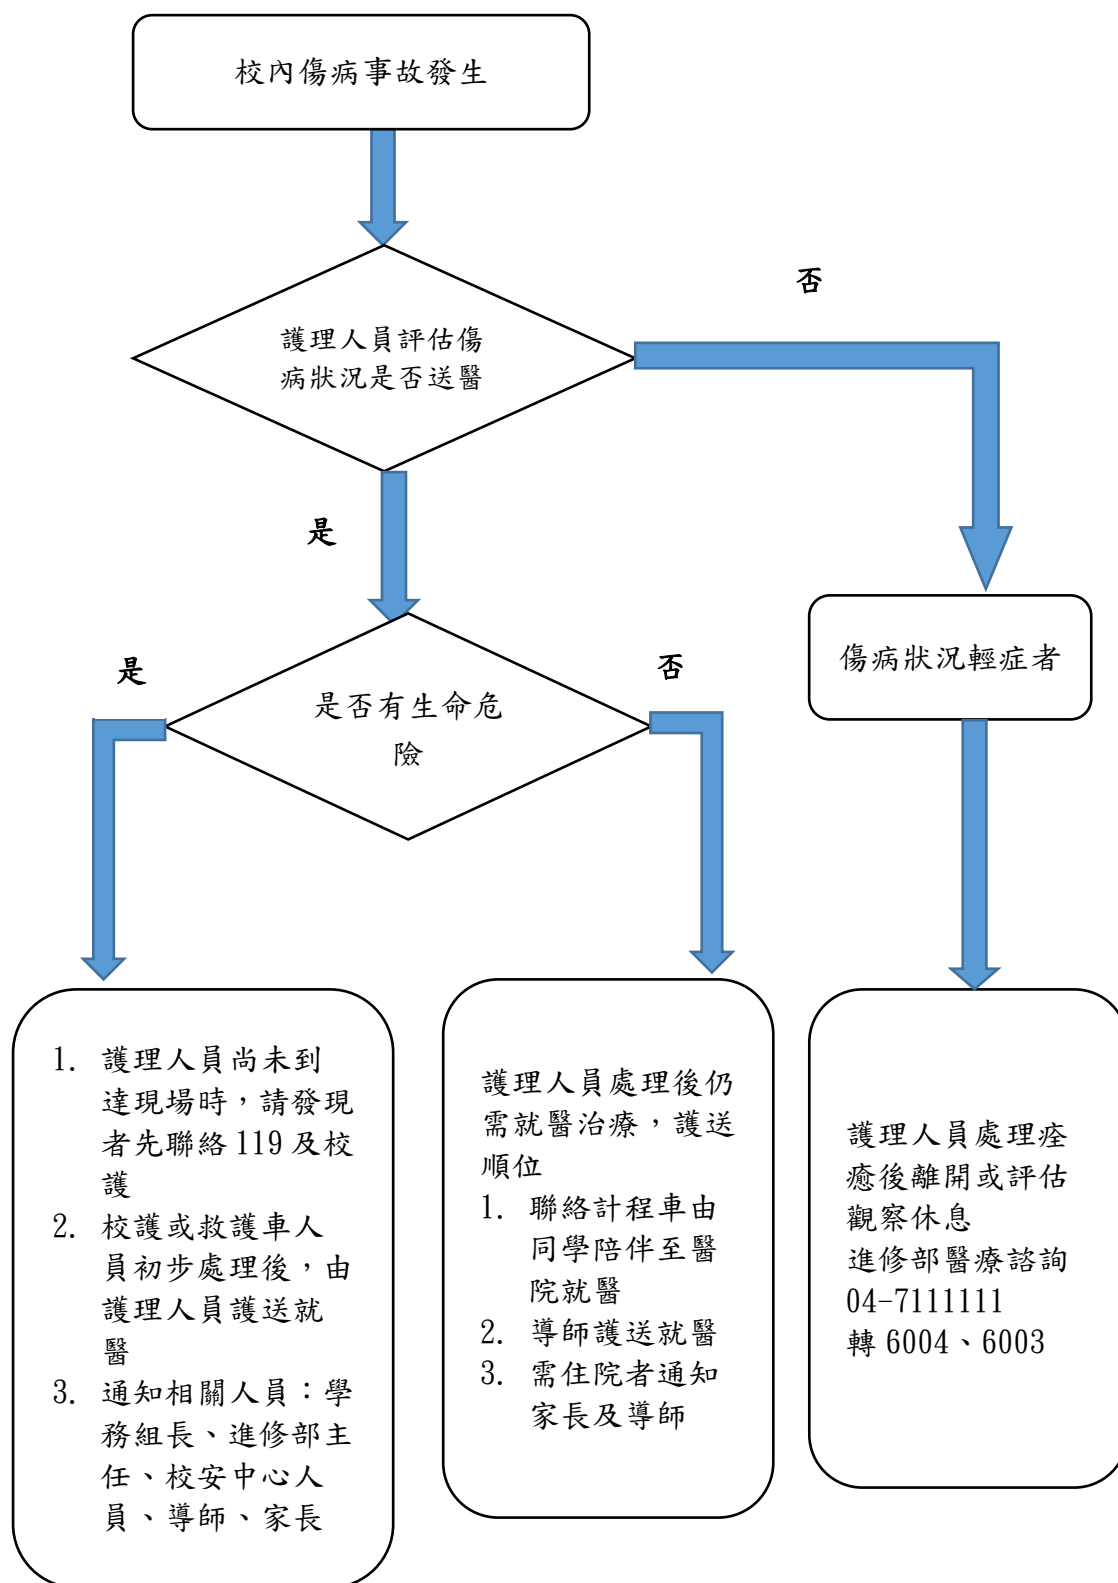 校內傷病事故發生
否
護理人員評估傷
病狀況是否送醫
是
傷病狀況輕症者
是
否
是否有生命危
險
1. 護理人員尚未到
達現場時，請發現
者先聯絡 119 及校
護
2. 校護或救護車人
員初步處理後，由
護理人員護送就
醫
3. 通知相關人員：學
務組長、進修部主
任、校安中心人
員、導師、家長
護理人員處理後仍
需就醫治療，護送
順位
1. 聯絡計程車由
同學陪伴至醫
院就醫
2. 導師護送就醫
3. 需住院者通知
家長及導師
護理人員處理痊
癒後離開或評估
觀察休息
進修部醫療諮詢
04-7111111
轉 6004、6003